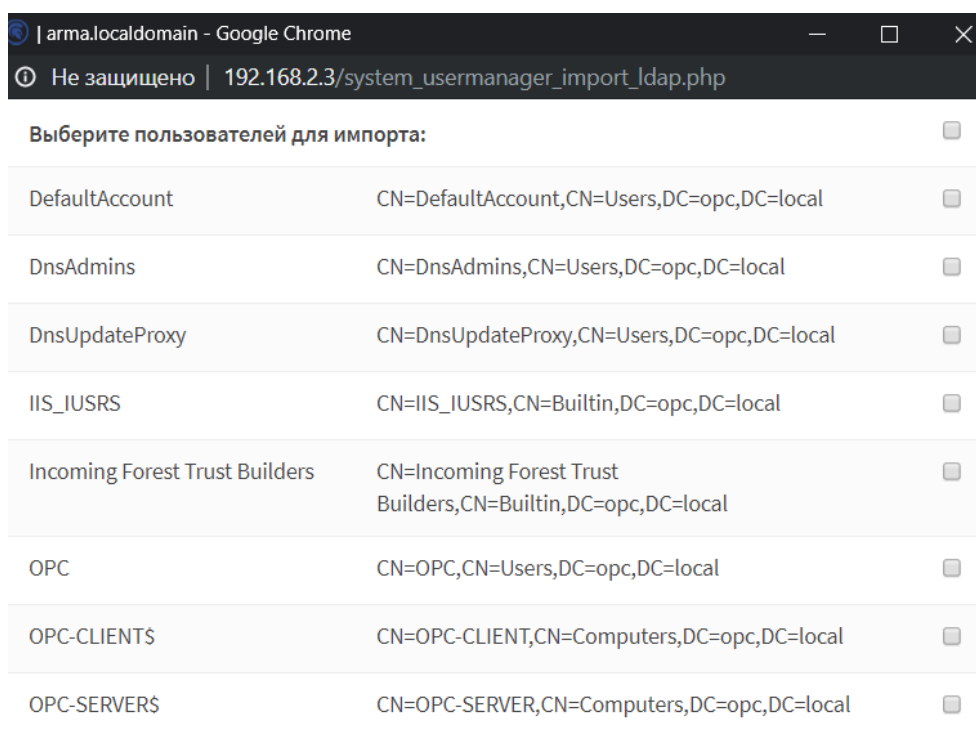 | arma.localdomain - Google Chrome
Не защищено | 192.168.2.3/system_usermanager_import_ldap.php
Выберите пользователей для импорта:
DefaultAccount CN=DefaultAccount,CN=Users,DC=opc,DC=local
DnsAdmins CN=DnsAdmins,CN=Users,DC=opc,DC=local
DnsUpdateProxy CN=DnsUpdateProxy,CN=Users,DC=opc,DC=local
IIS_IUSRS CN=IIS_IUSRS,CN=Builtin,DC=opc,DC=local
Incoming Forest Trust Builders CN=Incoming Forest Trust
Builders,CN=Builtin,DC=opc,DC=local
OPC CN=OPC,CN=Users,DC=opc,DC=local
OPC-CLIENT$ CN=OPC-CLIENT,CN=Computers,DC=opc,DC=local
OPC-SERVER$ CN=OPC-SERVER,CN=Computers,DC=opc,DC=local